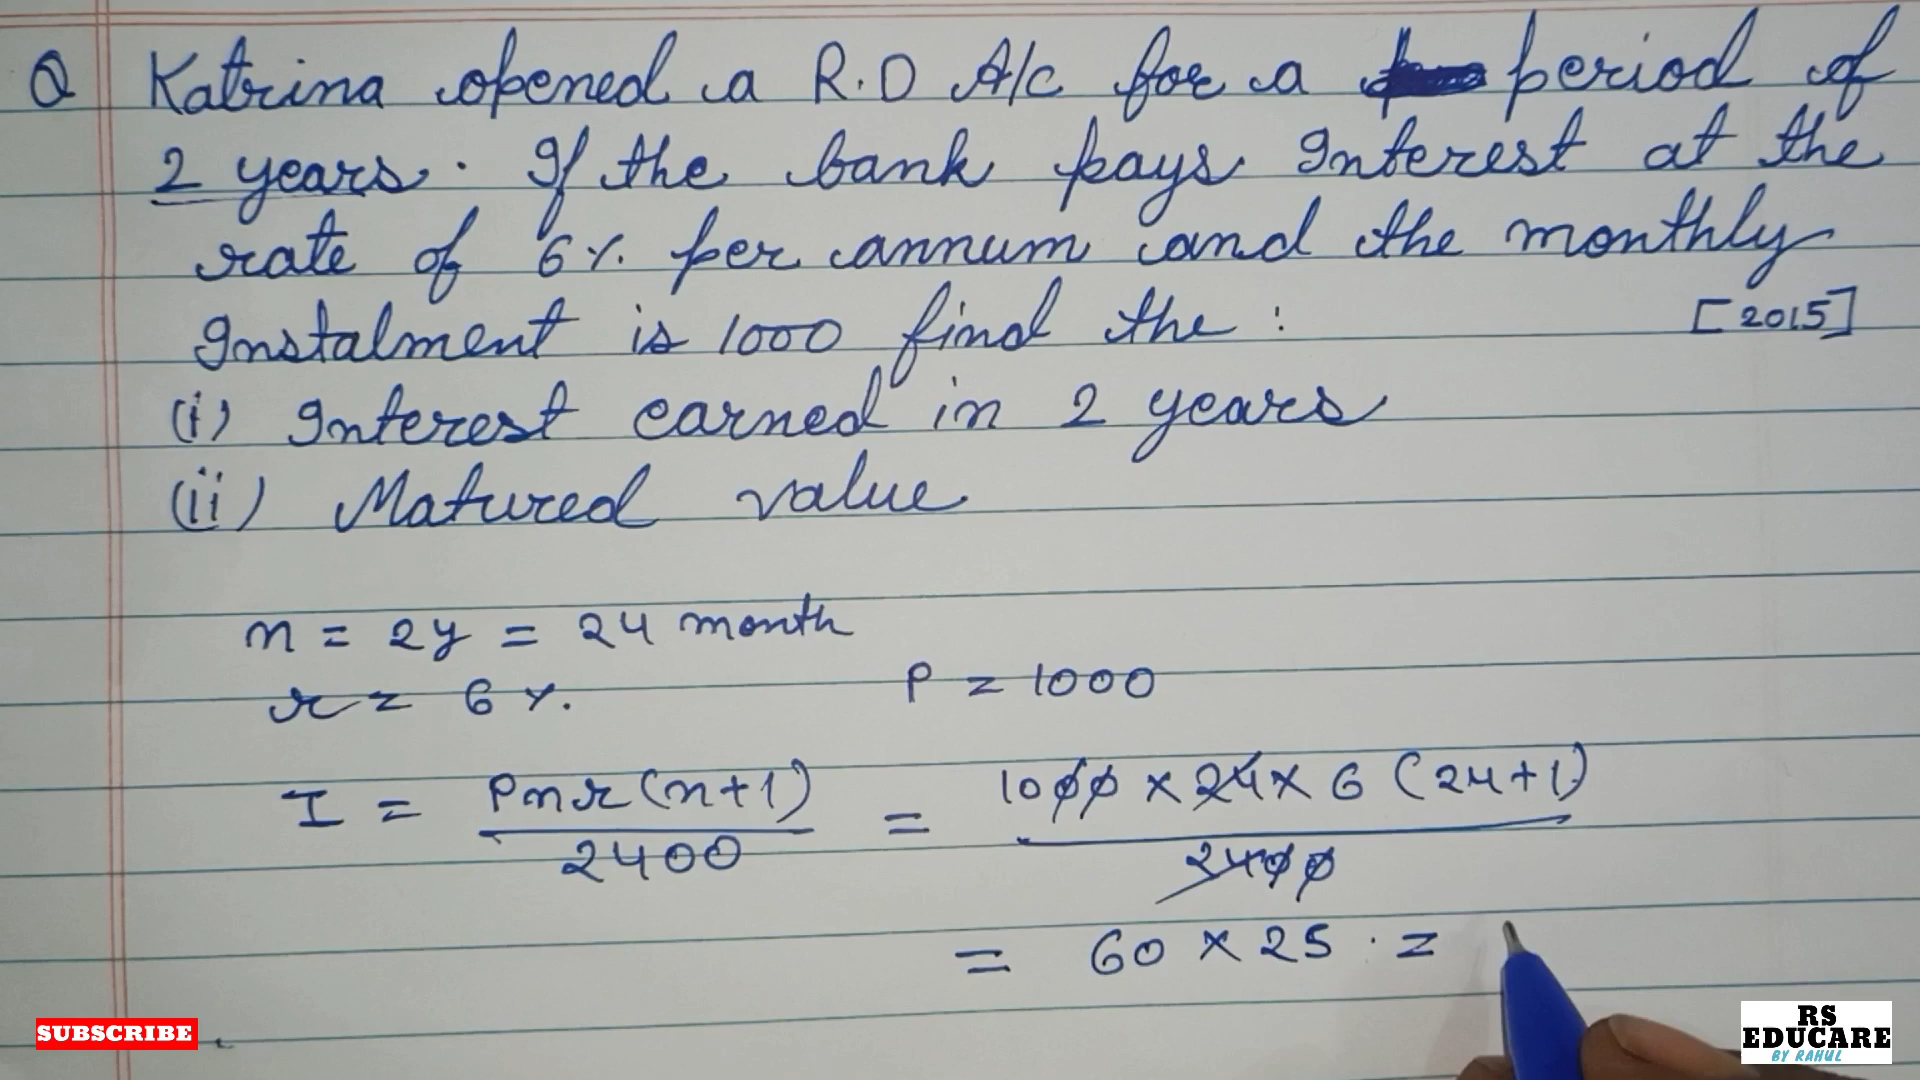 Q Katrina opened a R.D A/c for a period of
2 years. If the bank pays Interest at the
rate of 6%. per annum and the monthly
Instalment is 1000 find the :
[2015]
(i) Interest earned in 2 years
(ii) Matured value
n = 2y = 24 month
r = 6%.
P = 1000
I = Pnr(n+1)/2400 = 1000 × 24 × 6 (24+1)/2400
= 60 × 25 . =
SUBSCRIBE
RS
EDUCARE
BY RAHUL